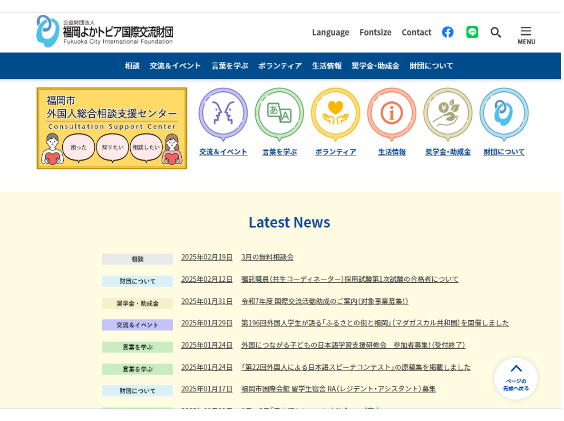 公益財団法人
福岡よかトピア国際交流財団
Fukuoka City International Foundation
Language Fontsize Contact
MENU
相談 交流&イベント 言葉を学ぶ ボランティア 生活情報 奨学金・助成金 財団について
福岡市
外国人総合相談支援センター
Consultation Support Center
困った 知りたい 相談したい
あ A
交流&イベント 言葉を学ぶ ボランティア 生活情報 奨学金・助成金 財団について
Latest News
相談 2025年02月19日 3月の無料相談会
財団について 2025年02月12日 嘱託職員(共生コーディネーター)採用試験第1次試験の合格者について
奨学金・助成金 2025年01月31日 令和7年度 国際交流活動助成のご案内(対象事業募集!)
交流&イベント 2025年01月29日 第196回外国人学生が語る「ふるさとの街と福岡」(マダガスカル共和国)を開催しました
言葉を学ぶ 2025年01月24日 外国につながる子どもの日本語学習支援研修会 参加者募集!(受付終了)
言葉を学ぶ 2025年01月24日 「第22回外国人による日本語スピーチコンテスト」の原稿集を掲載しました
財団について 2025年01月17日 福岡市国際会館 留学生宿舎 RA(レジデント・アシスタント)募集
ページの
先頭へ戻る